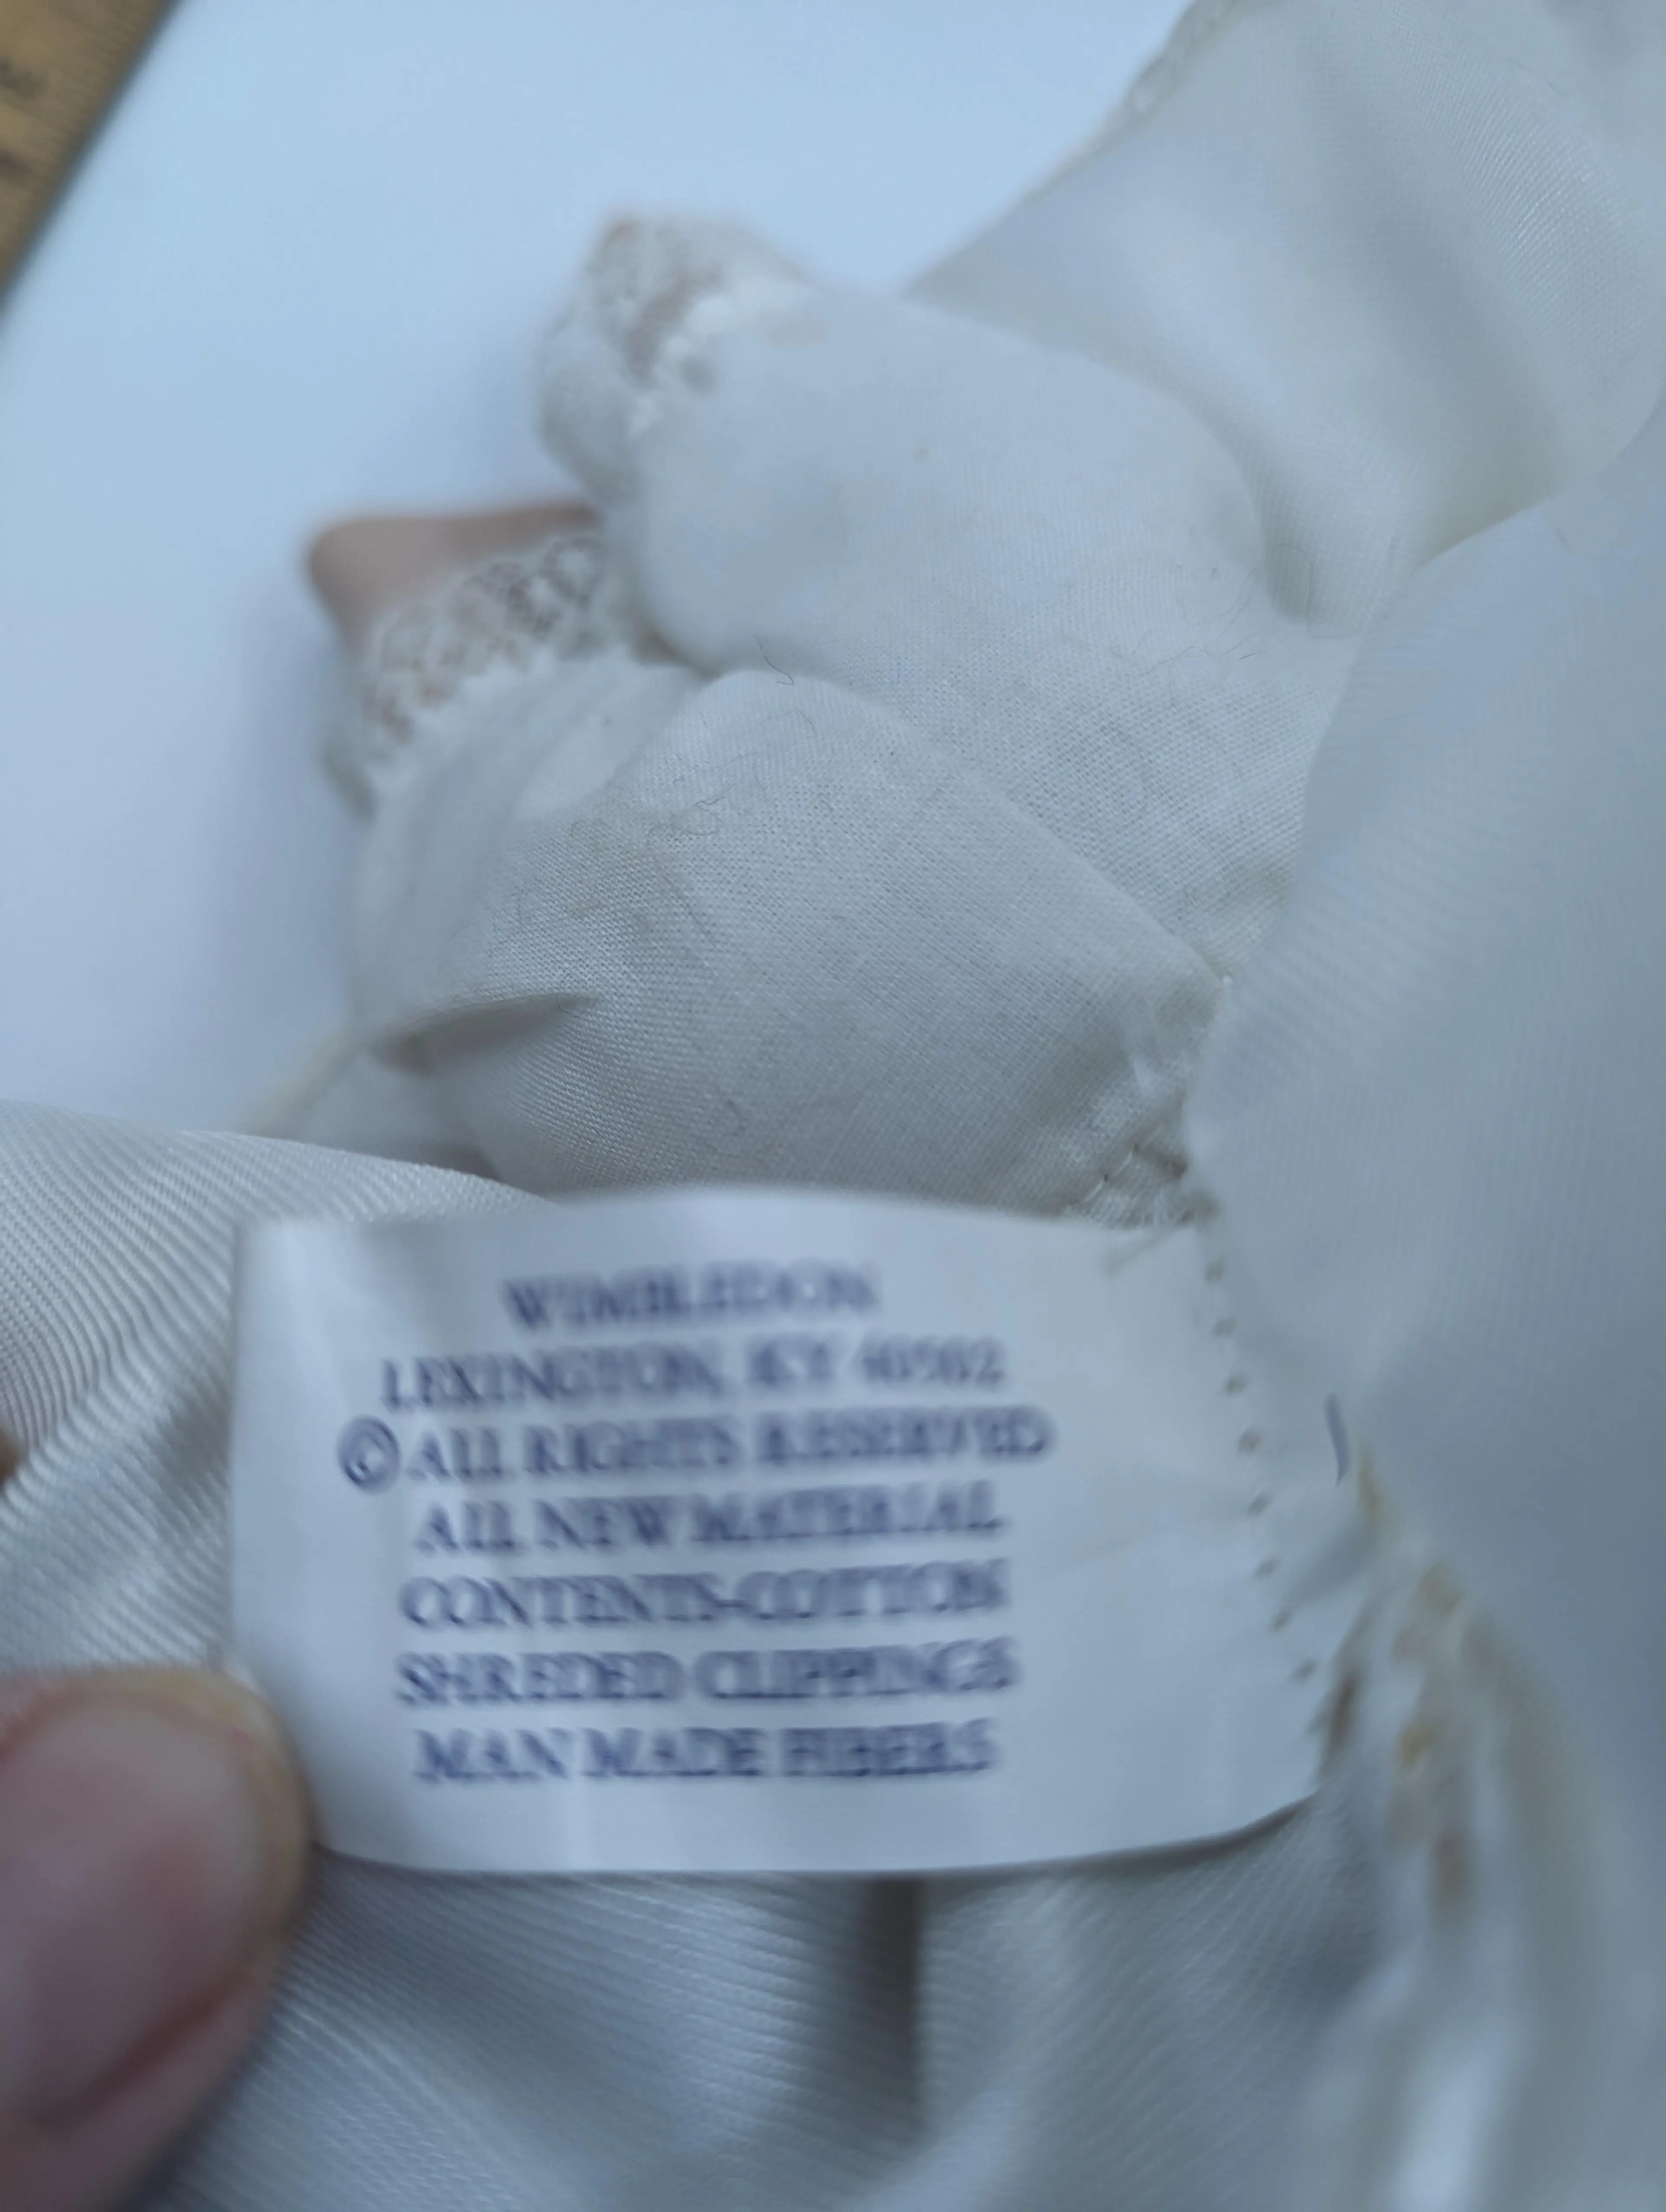 WIMBLEDON
LEXINGTON, KY 40502
© ALL RIGHTS RESERVED
ALL NEW MATERIAL
CONTENTS-COTTON
SHREDED CLIPPINGS
MAN MADE FIBERS